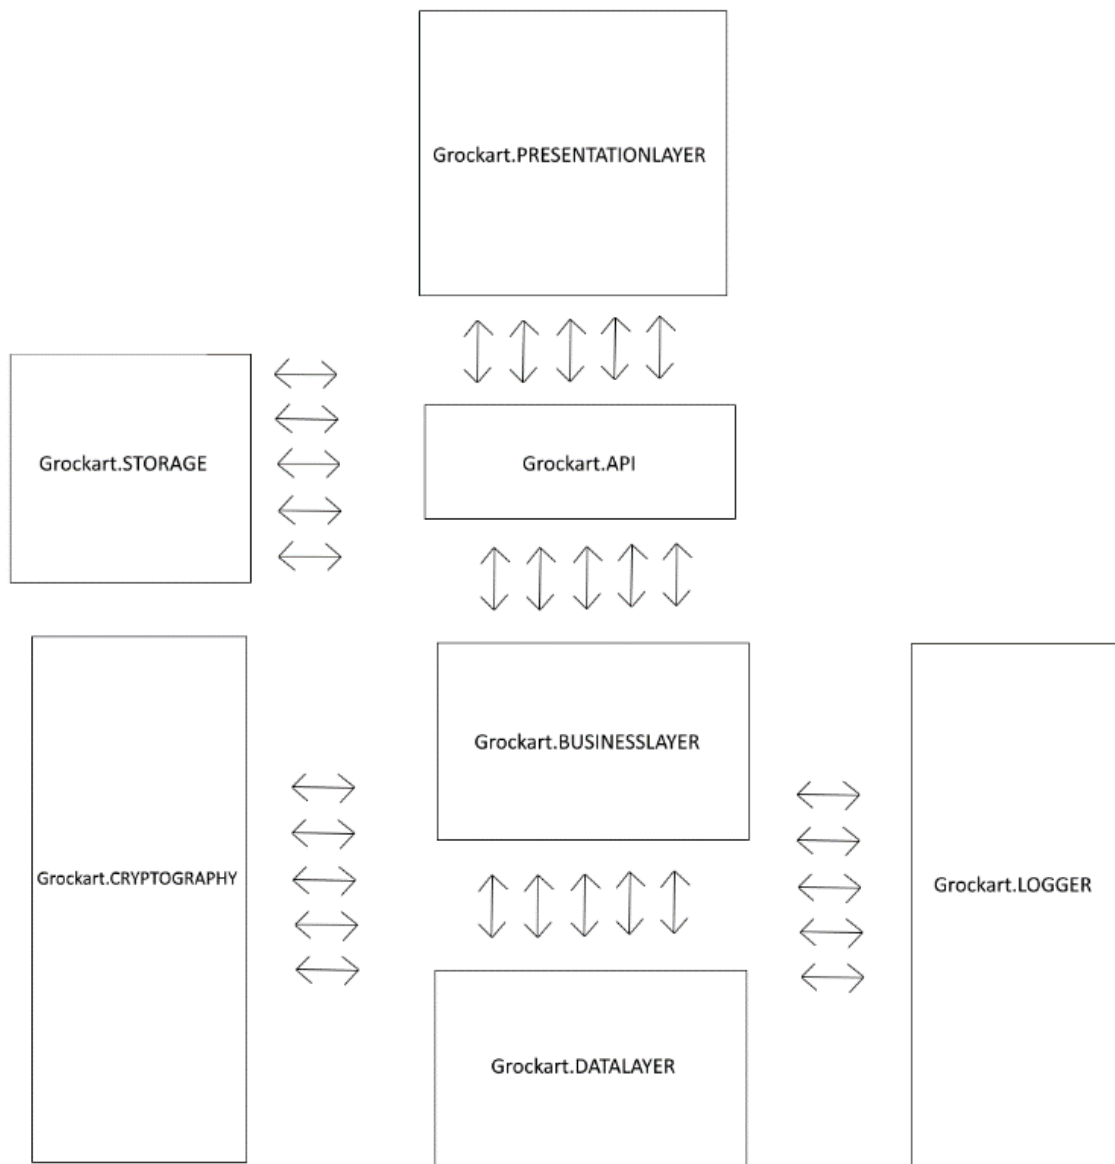 Grockart.PRESENTATIONLAYER
Grockart.STORAGE
Grockart.API
Grockart.BUSINESSLAYER
Grockart.CRYPTOGRAPHY
Grockart.LOGGER
Grockart.DATALAYER